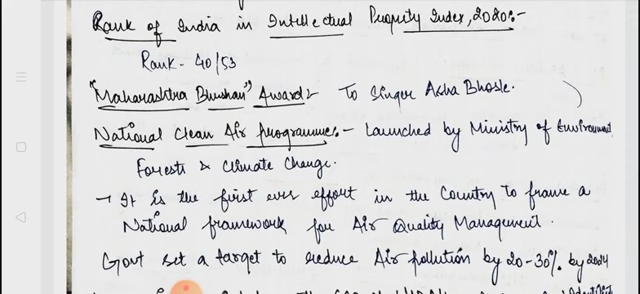 Rank of India in Intellectual Property Index, 2020:-
Rank - 40/53
"Maharashtra Bhushan" Award:- To Singer Asha Bhosle.
National Clean Air Programme:- Launched by Ministry of Environment
Forests & Climate Change.
→ It is the first ever effort in the Country to frame a
National framework for Air Quality Management.
Govt set a target to reduce Air pollution by 20-30% by 2024